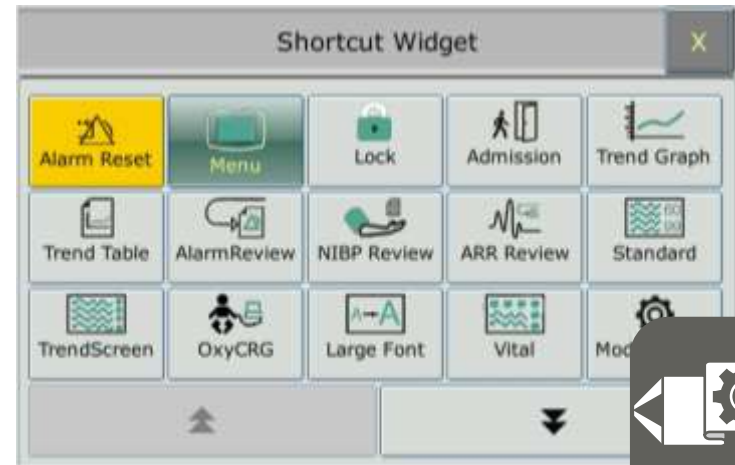 Shortcut Widget X
Alarm Reset Menu Lock Admission Trend Graph
Trend Table AlarmReview NIBP Review ARR Review Standard
TrendScreen OxyCRG A→A Large Font Vital